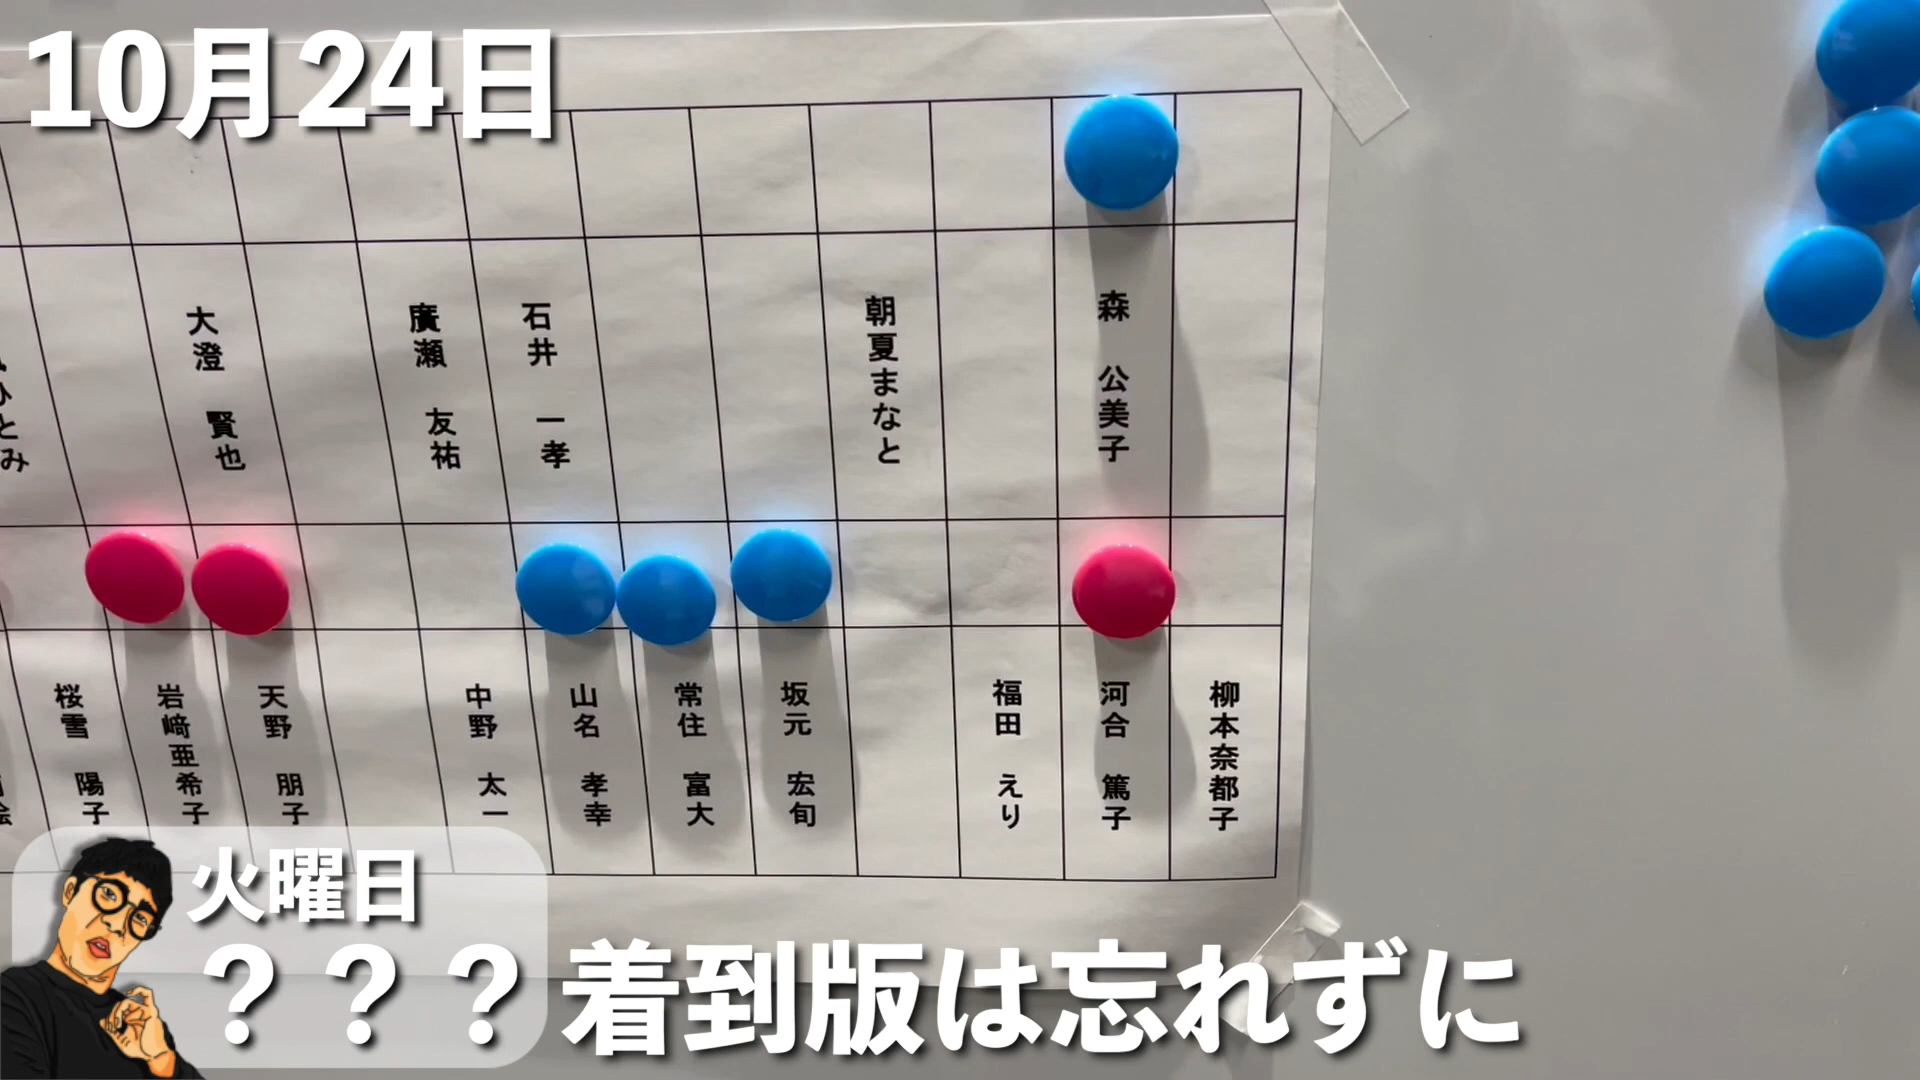 10月24日
森 公美子
朝夏まなと
石井 一孝
廣瀬 友祐
大澄 賢也
ひとみ
柳本奈都子
河合 篤子
福田 えり
坂元 宏旬
常住 富大
山名 孝幸
中野 太一
天野 朋子
岩﨑亜希子
桜雪 陽子
火曜日
？？？着到版は忘れずに